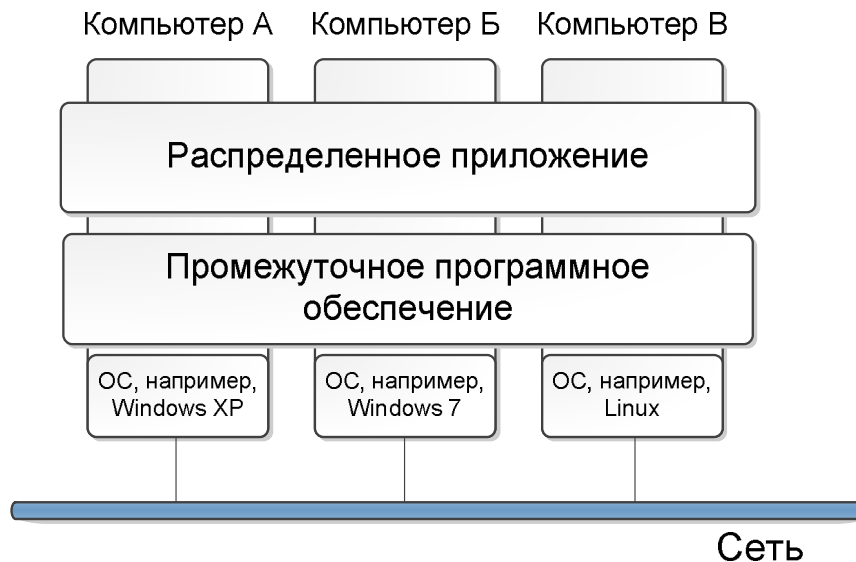 Компьютер А
Компьютер Б
Компьютер В
Распределенное приложение
Промежуточное программное
обеспечение
ОС, например,
Windows XP
ОС, например,
Windows 7
ОС, например,
Linux
Сеть